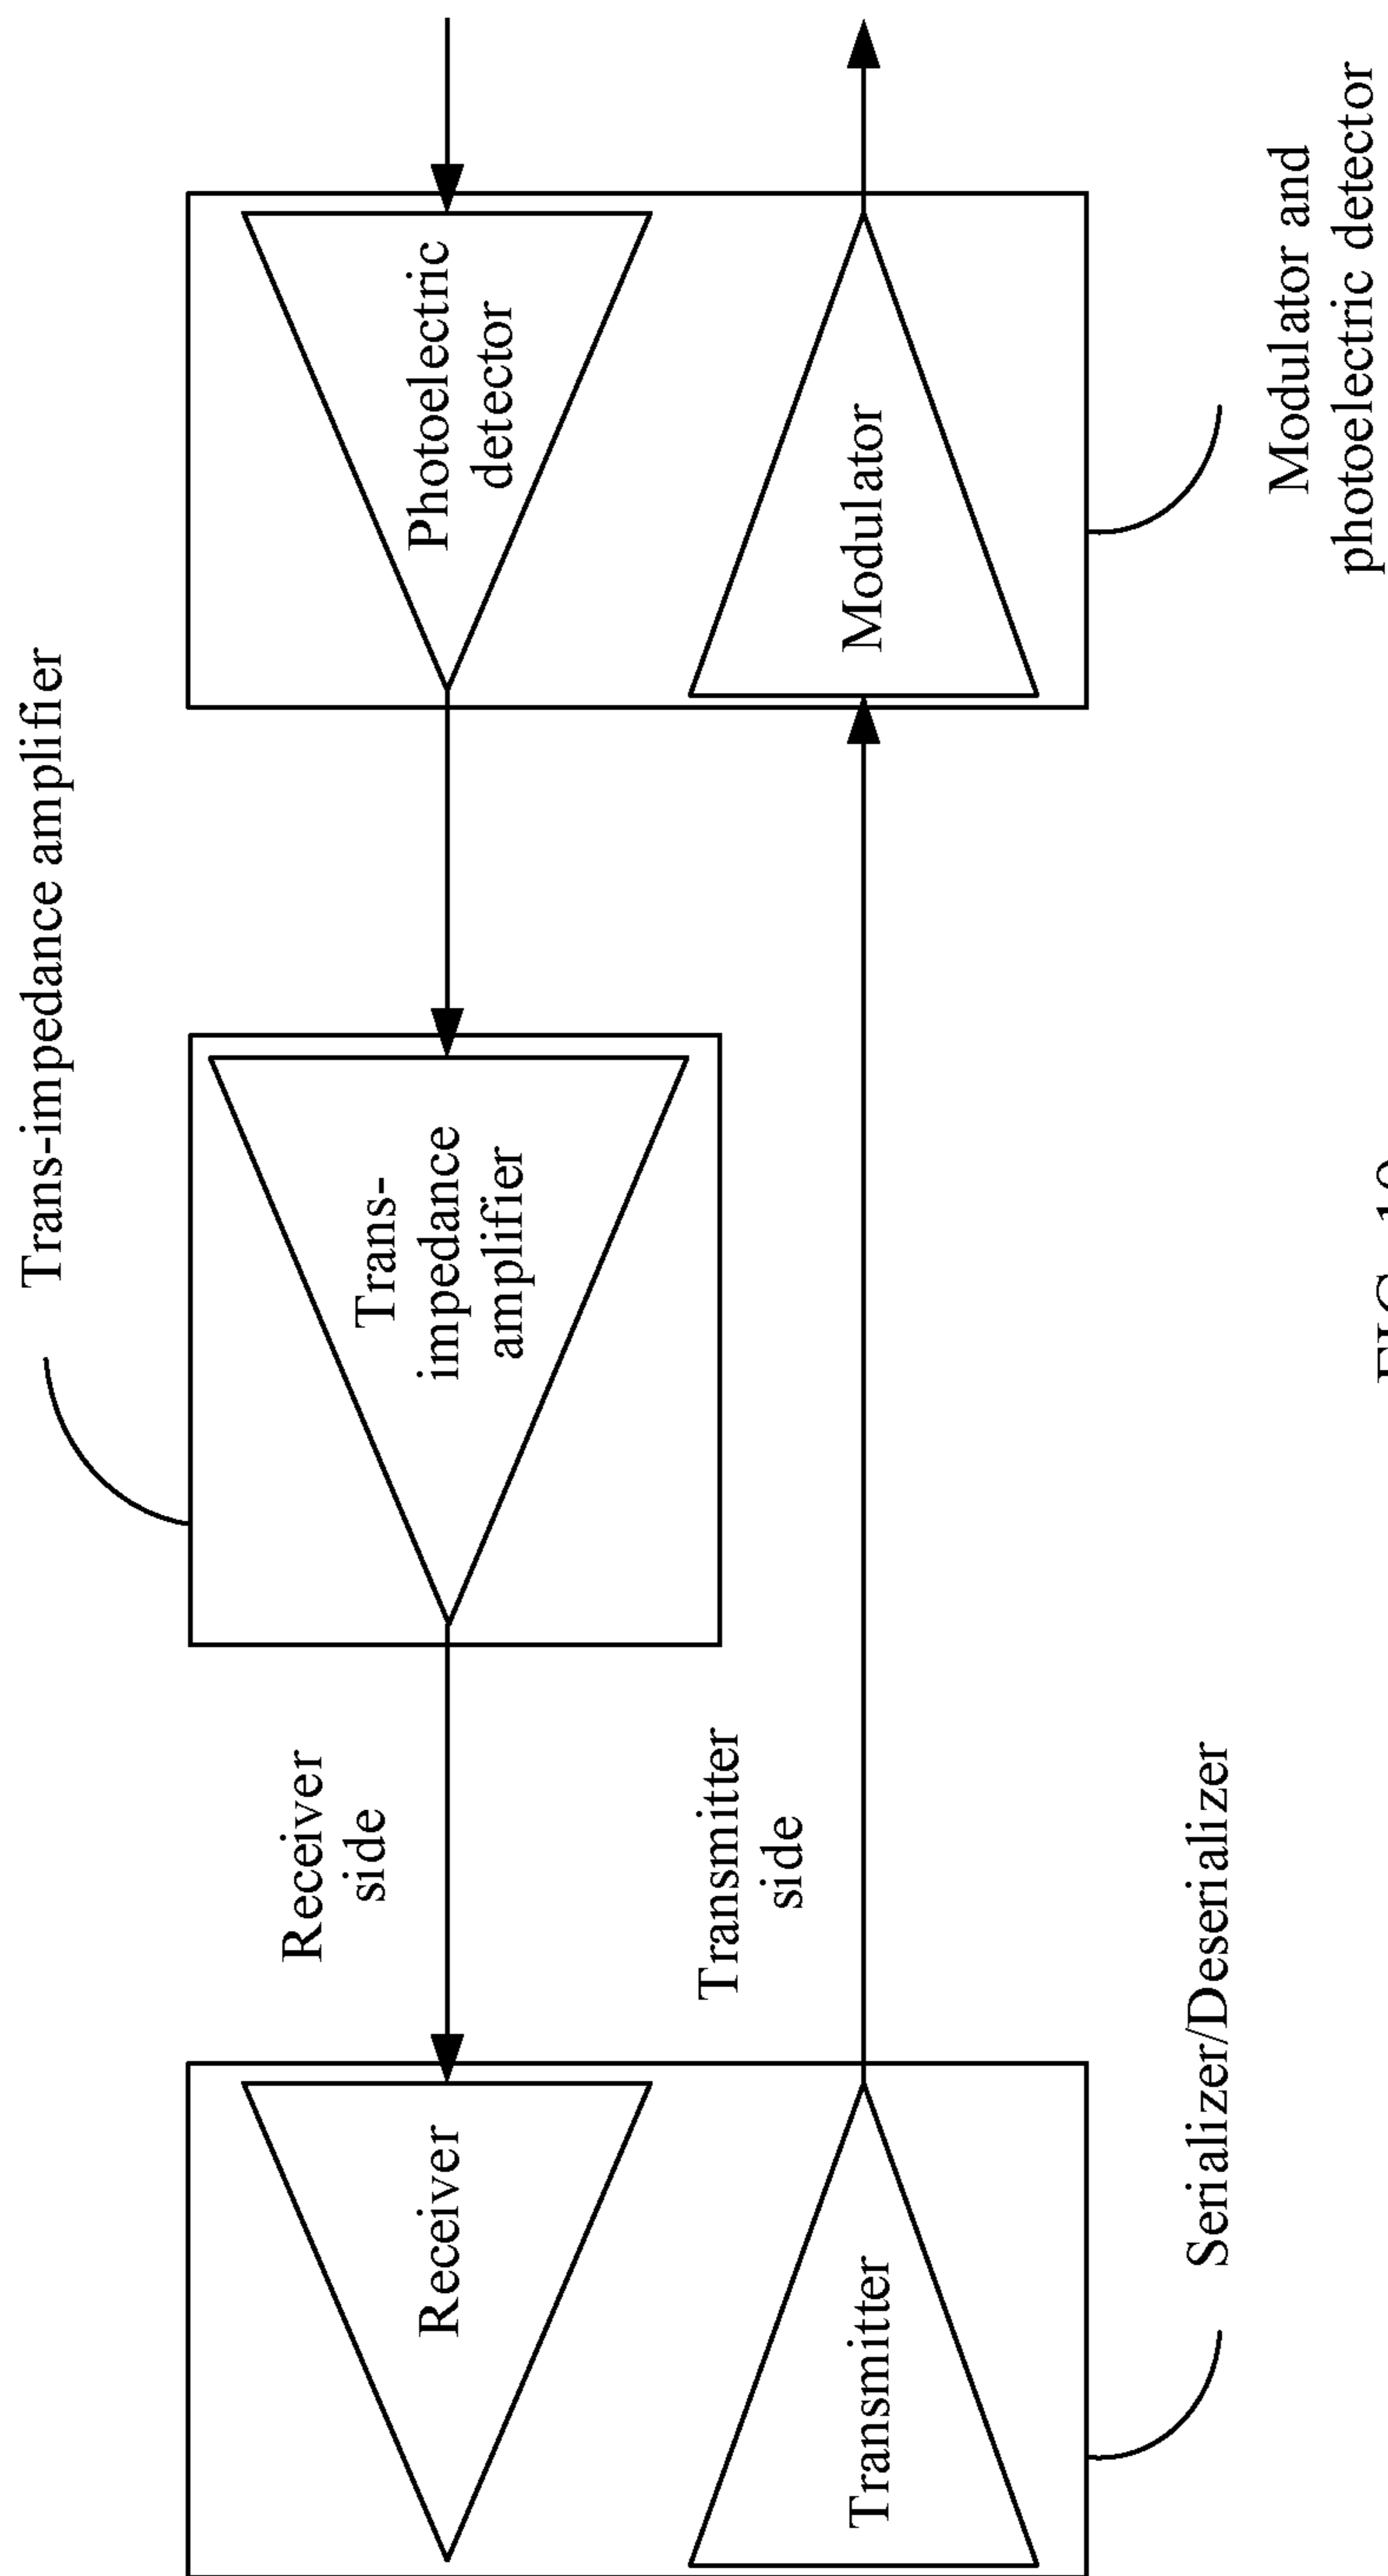 Trans-impedance amplifier
Receiver
Receiver
side
Trans-
impedance
amplifier
Photoelectric
detector
Transmitter
Transmitter
side
Modulator
Serializer/Deserializer
Modulator and
photoelectric detector